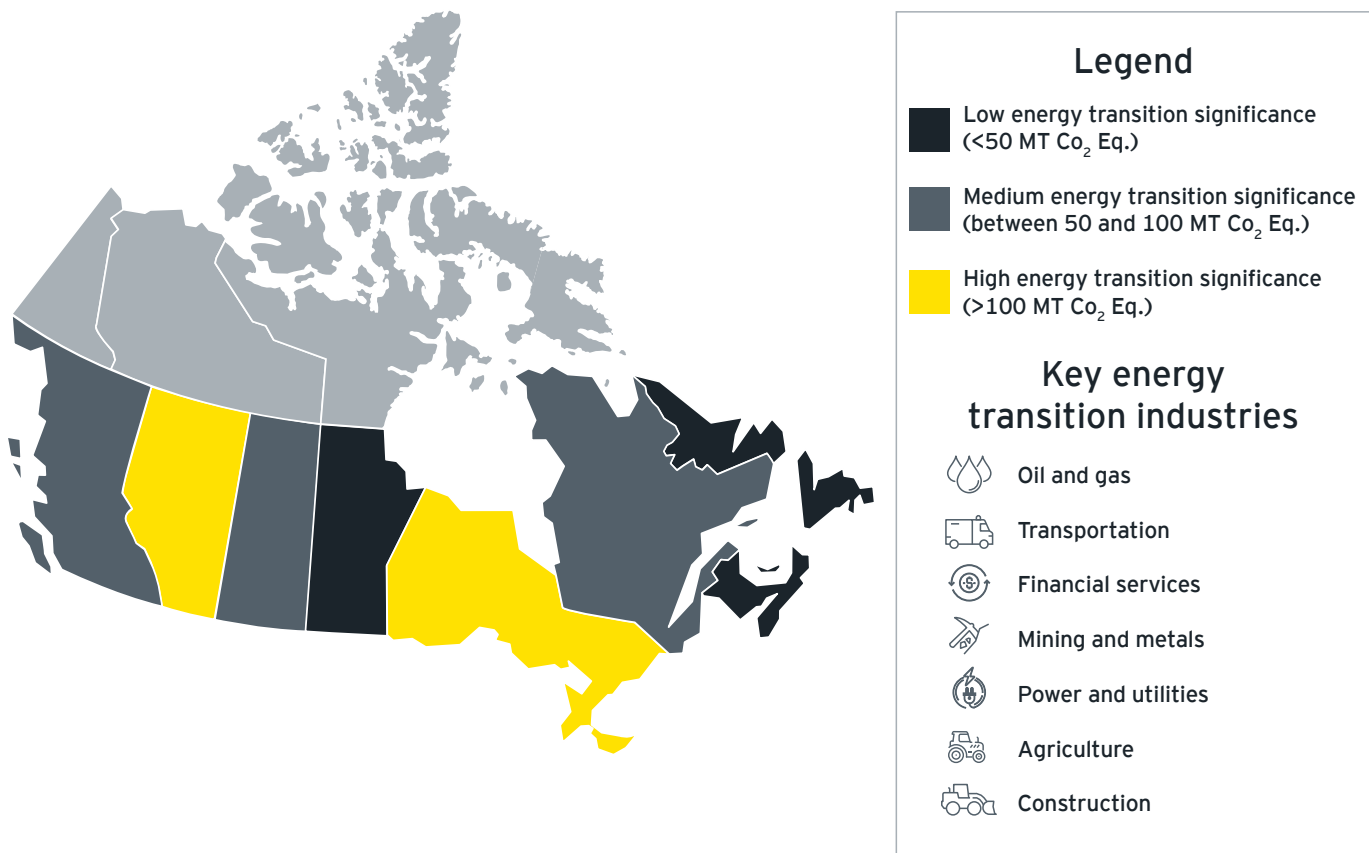 Legend
Low energy transition significance
(<50 MT Co₂ Eq.)
Medium energy transition significance
(between 50 and 100 MT Co₂ Eq.)
High energy transition significance
(>100 MT Co₂ Eq.)
Key energy
transition industries
Oil and gas
Transportation
Financial services
Mining and metals
Power and utilities
Agriculture
Construction